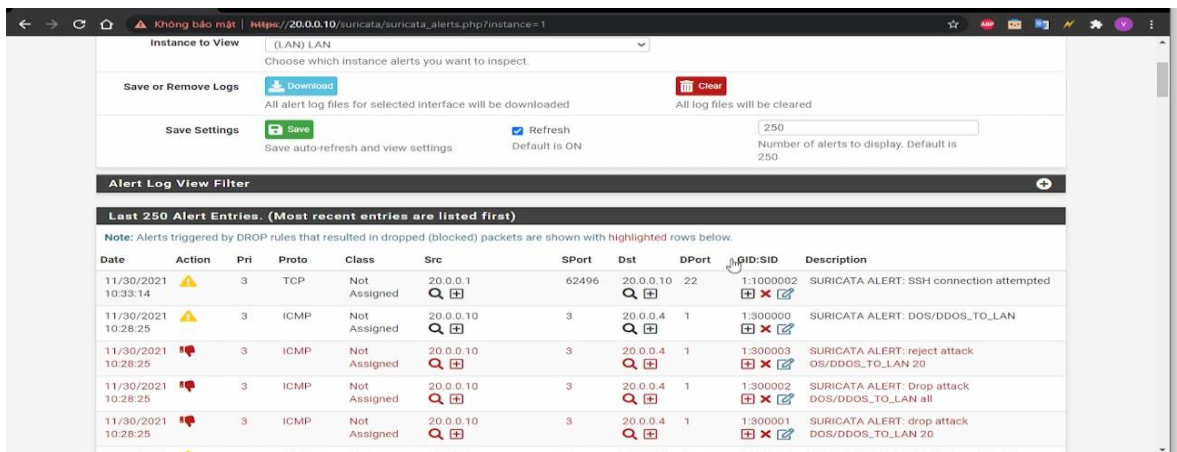 Không bảo mật | https://20.0.0.10/suricata/suricata_alerts.php?instance=1
ABP
V
Instance to View (LAN) LAN
Choose which instance alerts you want to inspect.
Save or Remove Logs Download Clear
All alert log files for selected interface will be downloaded All log files will be cleared
Save Settings Save Refresh 250
Save auto-refresh and view settings Default is ON Number of alerts to display. Default is
250
Alert Log View Filter
Last 250 Alert Entries. (Most recent entries are listed first)
Note: Alerts triggered by DROP rules that resulted in dropped (blocked) packets are shown with highlighted rows below.
Date Action Pri Proto Class Src SPort Dst DPort GID:SID Description
11/30/2021 3 TCP Not 20.0.0.1 62496 20.0.0.10 22 1:1000002 SURICATA ALERT: SSH connection attempted
10:33:14 Assigned
11/30/2021 3 ICMP Not 20.0.0.10 3 20.0.0.4 1 1:300000 SURICATA ALERT: DOS/DDOS_TO_LAN
10:28:25 Assigned
11/30/2021 3 ICMP Not 20.0.0.10 3 20.0.0.4 1 1:300003 SURICATA ALERT: reject attack
10:28:25 Assigned OS/DDOS_TO_LAN 20
11/30/2021 3 ICMP Not 20.0.0.10 3 20.0.0.4 1 1:300002 SURICATA ALERT: Drop attack
10:28:25 Assigned DOS/DDOS_TO_LAN all
11/30/2021 3 ICMP Not 20.0.0.10 3 20.0.0.4 1 1:300001 SURICATA ALERT: drop attack
10:28:25 Assigned DOS/DDOS_TO_LAN 20